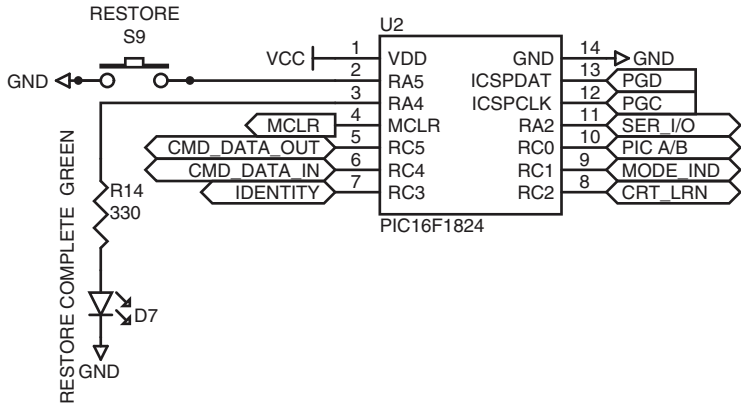 RESTORE
S9
GND
VCC
U2
1 VDD
2 RA5
3 RA4
MCLR 4 MCLR
CMD_DATA_OUT 5 RC5
CMD_DATA_IN 6 RC4
IDENTITY 7 RC3
GND 14 GND
ICSPDAT 13 PGD
ICSPCLK 12 PGC
RA2 11 SER_I/O
RC0 10 PIC A/B
RC1 9 MODE_IND
RC2 8 CRT_LRN
PIC16F1824
R14
330
D7
GND
RESTORE COMPLETE GREEN